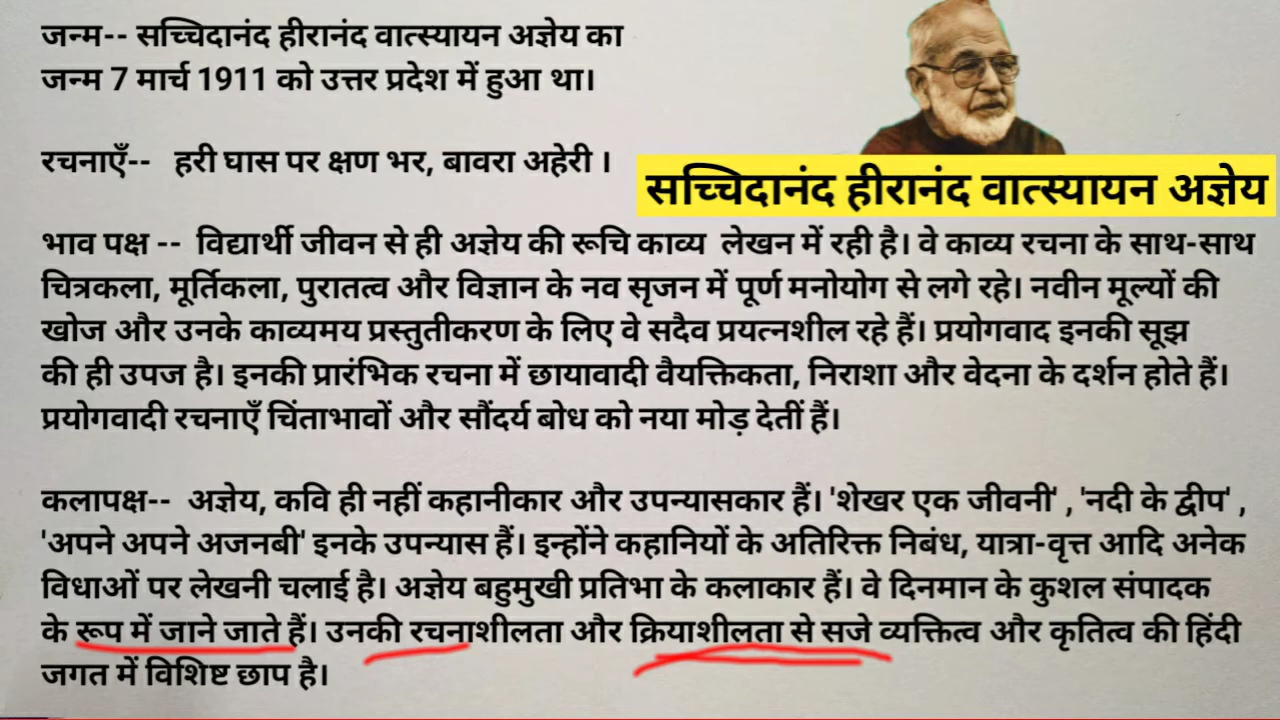 जन्म-- सच्चिदानंद हीरानंद वात्स्यायन अज्ञेय का
जन्म 7 मार्च 1911 को उत्तर प्रदेश में हुआ था।
रचनाएँ-- हरी घास पर क्षण भर, बावरा अहेरी ।
सच्चिदानंद हीरानंद वात्स्यायन अज्ञेय
भाव पक्ष -- विद्यार्थी जीवन से ही अज्ञेय की रूचि काव्य लेखन में रही है। वे काव्य रचना के साथ-साथ
चित्रकला, मूर्तिकला, पुरातत्व और विज्ञान के नव सृजन में पूर्ण मनोयोग से लगे रहे। नवीन मूल्यों की
खोज और उनके काव्यमय प्रस्तुतीकरण के लिए वे सदैव प्रयत्नशील रहे हैं। प्रयोगवाद इनकी सूझ
की ही उपज है। इनकी प्रारंभिक रचना में छायावादी वैयक्तिकता, निराशा और वेदना के दर्शन होते हैं।
प्रयोगवादी रचनाएँ चिंताभावों और सौंदर्य बोध को नया मोड़ देतीं हैं।
कलापक्ष-- अज्ञेय, कवि ही नहीं कहानीकार और उपन्यासकार हैं। 'शेखर एक जीवनी' , 'नदी के द्वीप' ,
'अपने अपने अजनबी' इनके उपन्यास हैं। इन्होंने कहानियों के अतिरिक्त निबंध, यात्रा-वृत्त आदि अनेक
विधाओं पर लेखनी चलाई है। अज्ञेय बहुमुखी प्रतिभा के कलाकार हैं। वे दिनमान के कुशल संपादक
के रूप में जाने जाते हैं। उनकी रचनाशीलता और क्रियाशीलता से सजे व्यक्तित्व और कृतित्व की हिंदी
जगत में विशिष्ट छाप है।